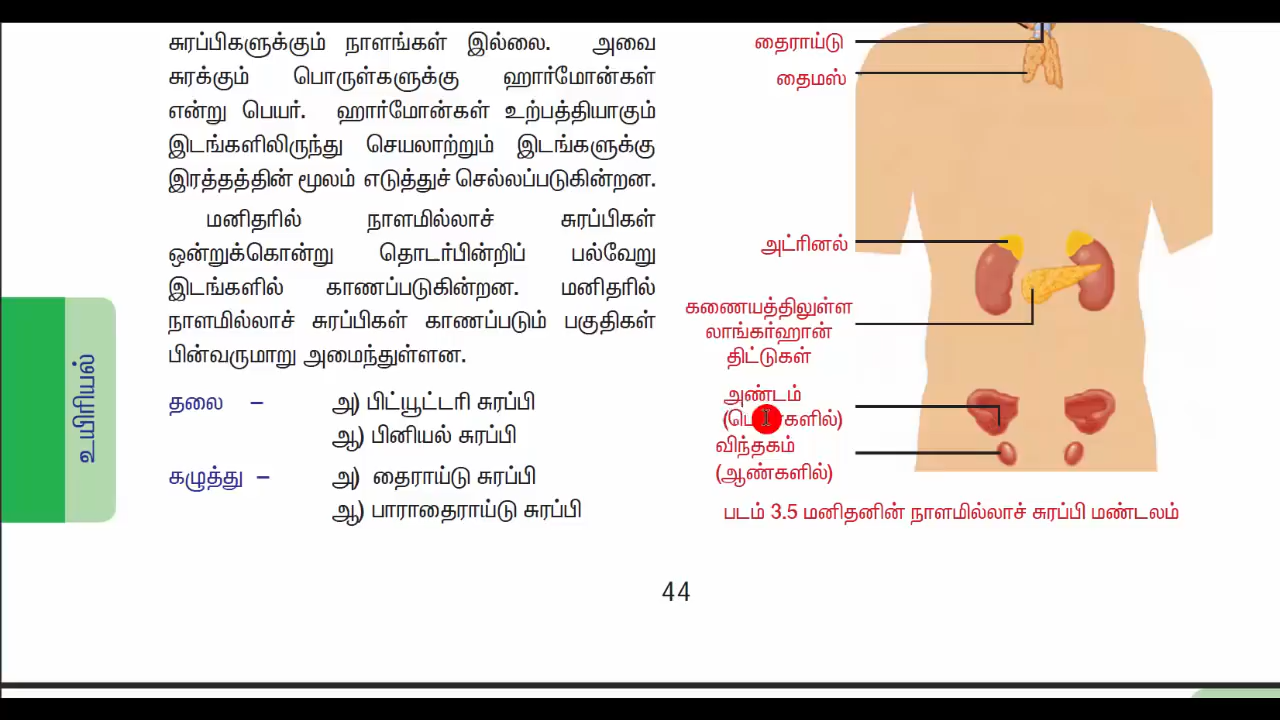 சுரப்பிகளுக்கும் நாளங்கள் இல்லை. அவை
சுரக்கும் பொருள்களுக்கு ஹார்மோன்கள்
என்று பெயர். ஹார்மோன்கள் உற்பத்தியாகும்
இடங்களிலிருந்து செயலாற்றும் இடங்களுக்கு
இரத்தத்தின் மூலம் எடுத்துச் செல்லப்படுகின்றன.
மனிதரில் நாளமில்லாச் சுரப்பிகள்
ஒன்றுக்கொன்று தொடர்பின்றிப் பல்வேறு
இடங்களில் காணப்படுகின்றன. மனிதரில்
நாளமில்லாச் சுரப்பிகள் காணப்படும் பகுதிகள்
பின்வருமாறு அமைந்துள்ளன.
தலை – அ) பிட்யூட்டரி சுரப்பி
ஆ) பினியல் சுரப்பி
கழுத்து – அ) தைராய்டு சுரப்பி
ஆ) பாராதைராய்டு சுரப்பி
உயிரியல்
தைராய்டு
தைமஸ்
அட்ரினல்
கணையத்திலுள்ள
லாங்கர்ஹான்
திட்டுகள்
அண்டம்
விந்தகம்
(ஆண்களில்)
படம் 3.5 மனிதனின் நாளமில்லாச் சுரப்பி மண்டலம்
44